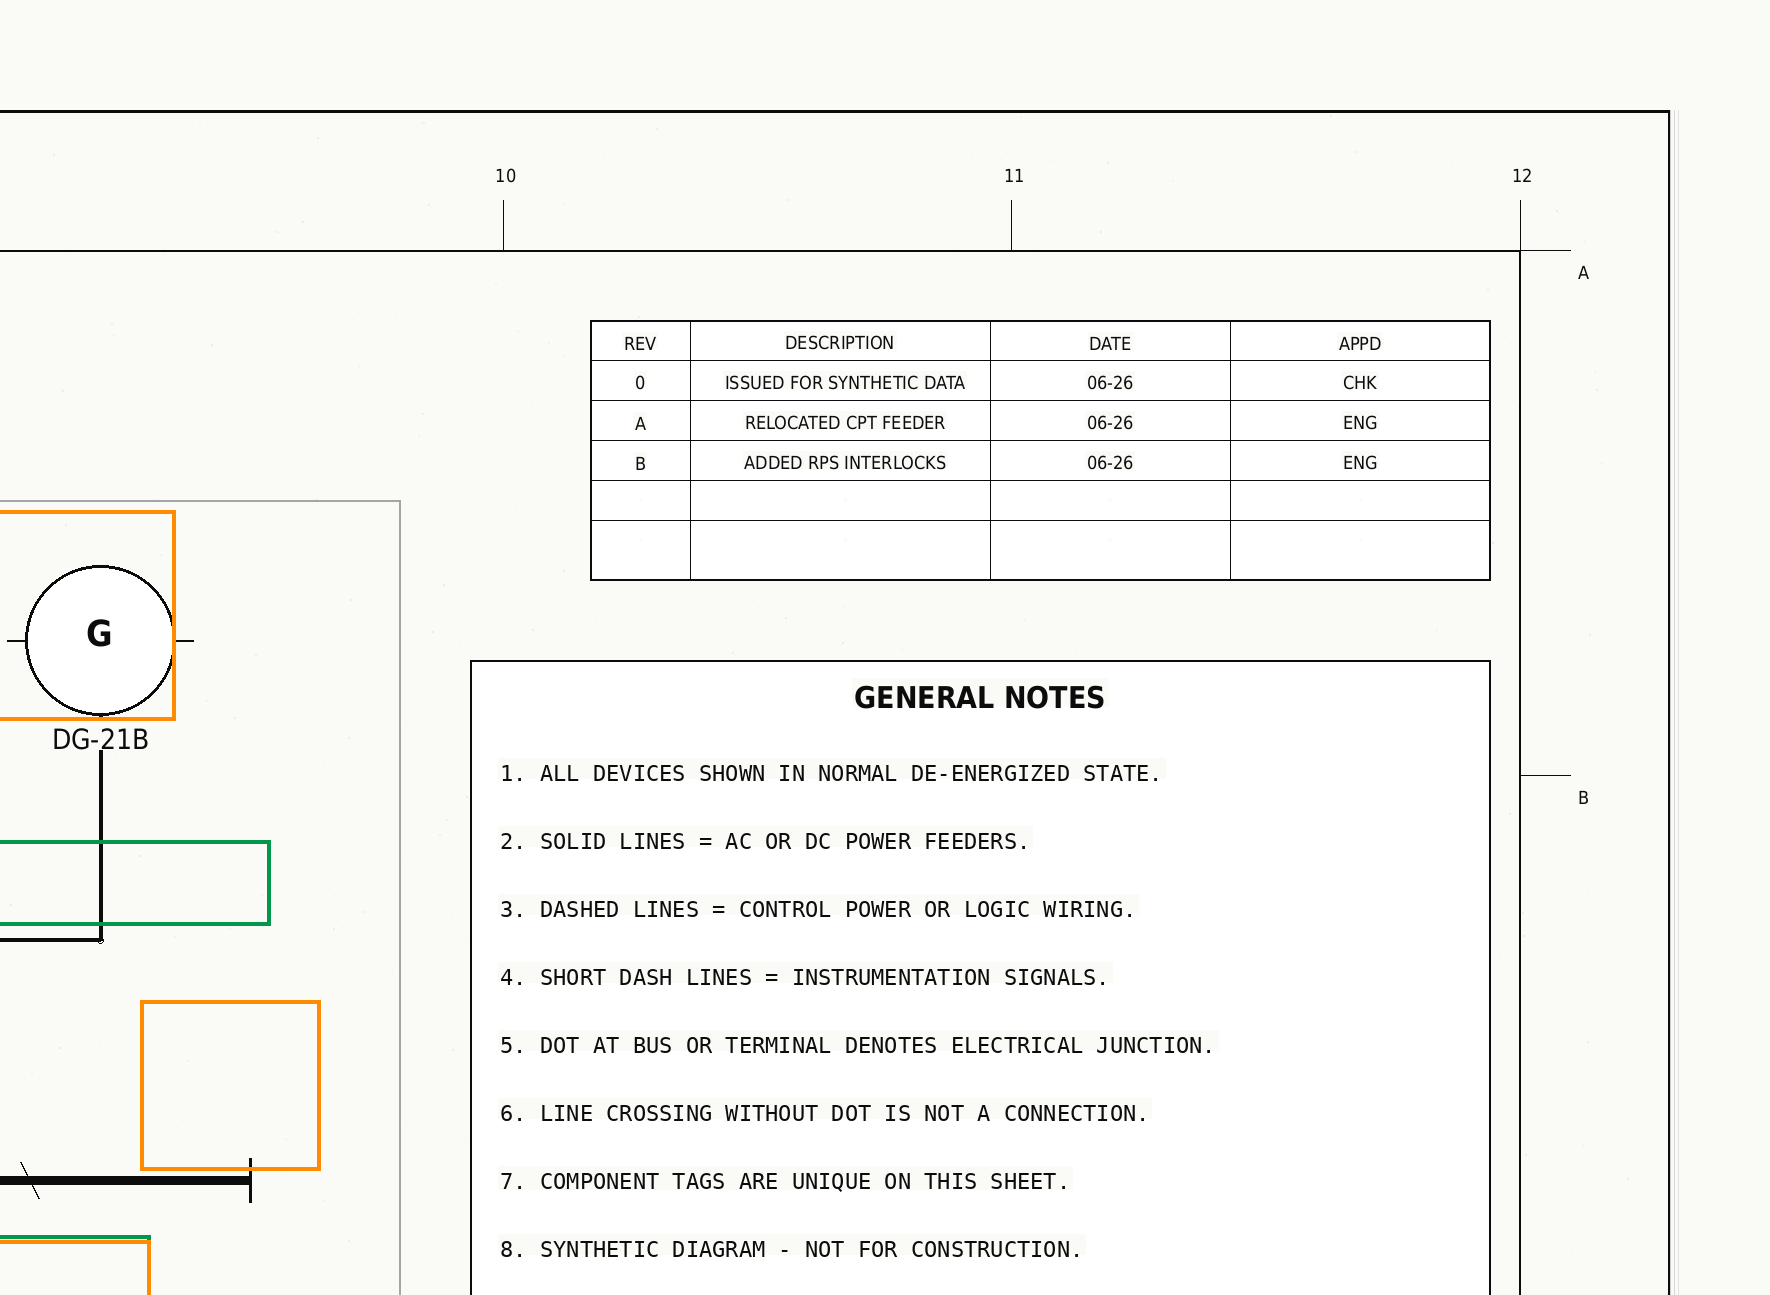 10 11 12
A
REV DESCRIPTION DATE APPD
0 ISSUED FOR SYNTHETIC DATA 06-26 CHK
A RELOCATED CPT FEEDER 06-26 ENG
B ADDED RPS INTERLOCKS 06-26 ENG
G
DG-21B
GENERAL NOTES
1. ALL DEVICES SHOWN IN NORMAL DE-ENERGIZED STATE.
B
2. SOLID LINES = AC OR DC POWER FEEDERS.
3. DASHED LINES = CONTROL POWER OR LOGIC WIRING.
4. SHORT DASH LINES = INSTRUMENTATION SIGNALS.
5. DOT AT BUS OR TERMINAL DENOTES ELECTRICAL JUNCTION.
6. LINE CROSSING WITHOUT DOT IS NOT A CONNECTION.
7. COMPONENT TAGS ARE UNIQUE ON THIS SHEET.
8. SYNTHETIC DIAGRAM - NOT FOR CONSTRUCTION.